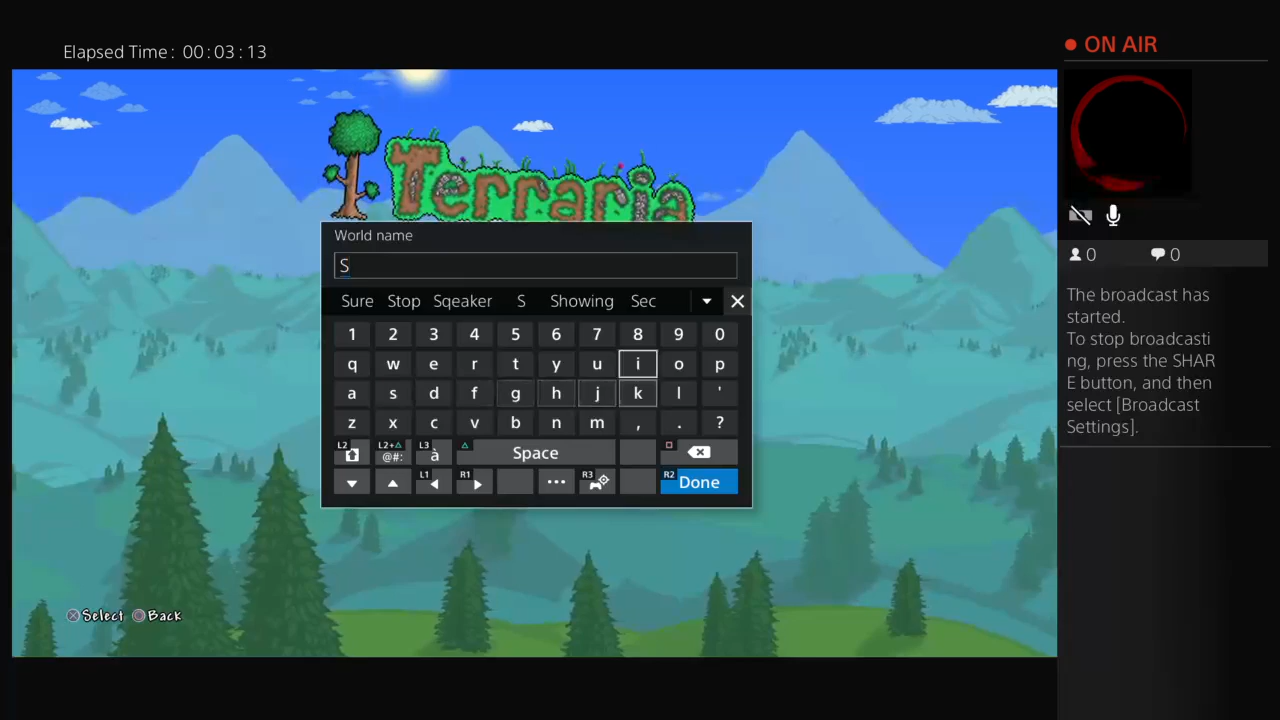 Elapsed Time: 00:03:13
ON AIR
Terraria
World name
S
Sure Stop Sqeaker S Showing Sec
1 2 3 4 5 6 7 8 9 0
q w e r t y u i o p
a s d f g h j k l '
z x c v b n m , . ?
L2 L2+△ @#: L3 à △ Space
L1 R1 ... R3 R2 Done
Select Back
0 0
The broadcast has
started.
To stop broadcasti
ng, press the SHAR
E button, and then
select [Broadcast
Settings].